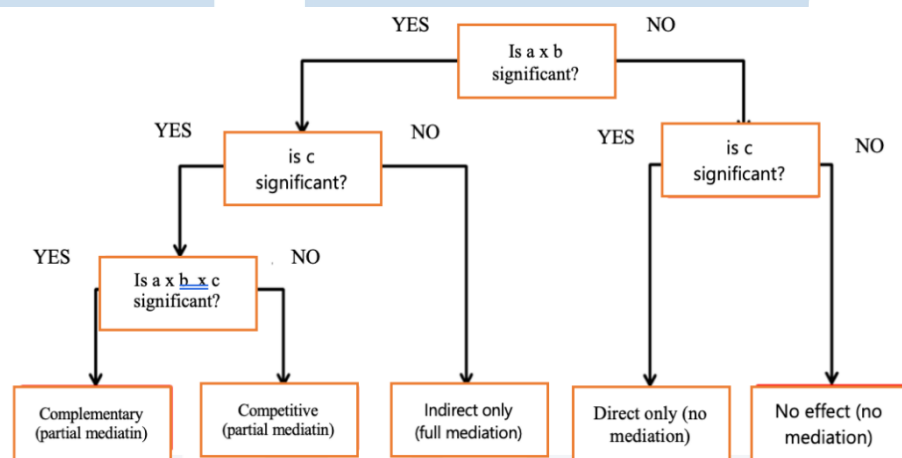 YES
NO
Is a x b
significant?
YES
NO
is c
significant?
YES
NO
is c
significant?
YES
NO
Is a x b x c
significant?
Complementary
(partial mediatin)
Competitive
(partial mediatin)
Indirect only
(full mediation)
Direct only (no
mediation)
No effect (no
mediation)